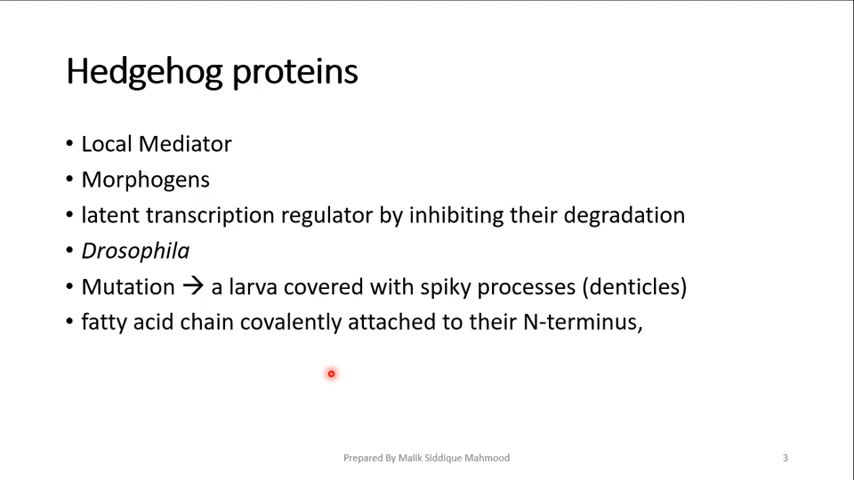 Hedgehog proteins
• Local Mediator
• Morphogens
• latent transcription regulator by inhibiting their degradation
• Drosophila
• Mutation → a larva covered with spiky processes (denticles)
• fatty acid chain covalently attached to their N-terminus,
Prepared By Malik Siddique Mahmood
3